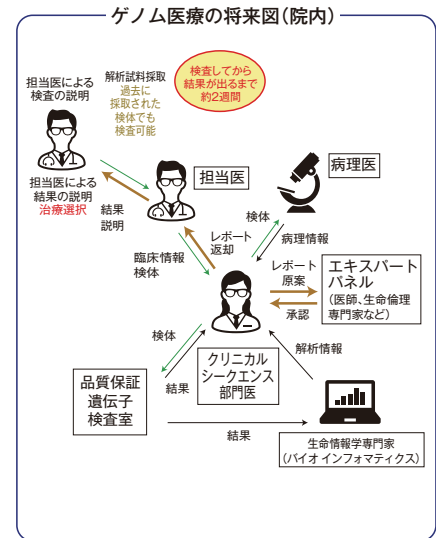 ゲノム医療の将来図(院内)
担当医による
検査の説明
解析試料採取
過去に
採取された
検体でも
検査可能
検査してから
結果が出るまで
約2週間
担当医による
結果の説明
治療選択
結果
説明
担当医
病理医
レポート
返却
検体
病理情報
臨床情報
検体
レポート
原案
承認
エキスパート
パネル
(医師、生命倫理
専門家など)
検体
結果
クリニカル
シークエンス
部門医
解析情報
品質保証
遺伝子
検査室
結果
生命情報学専門家
(バイオ インフォマティクス)